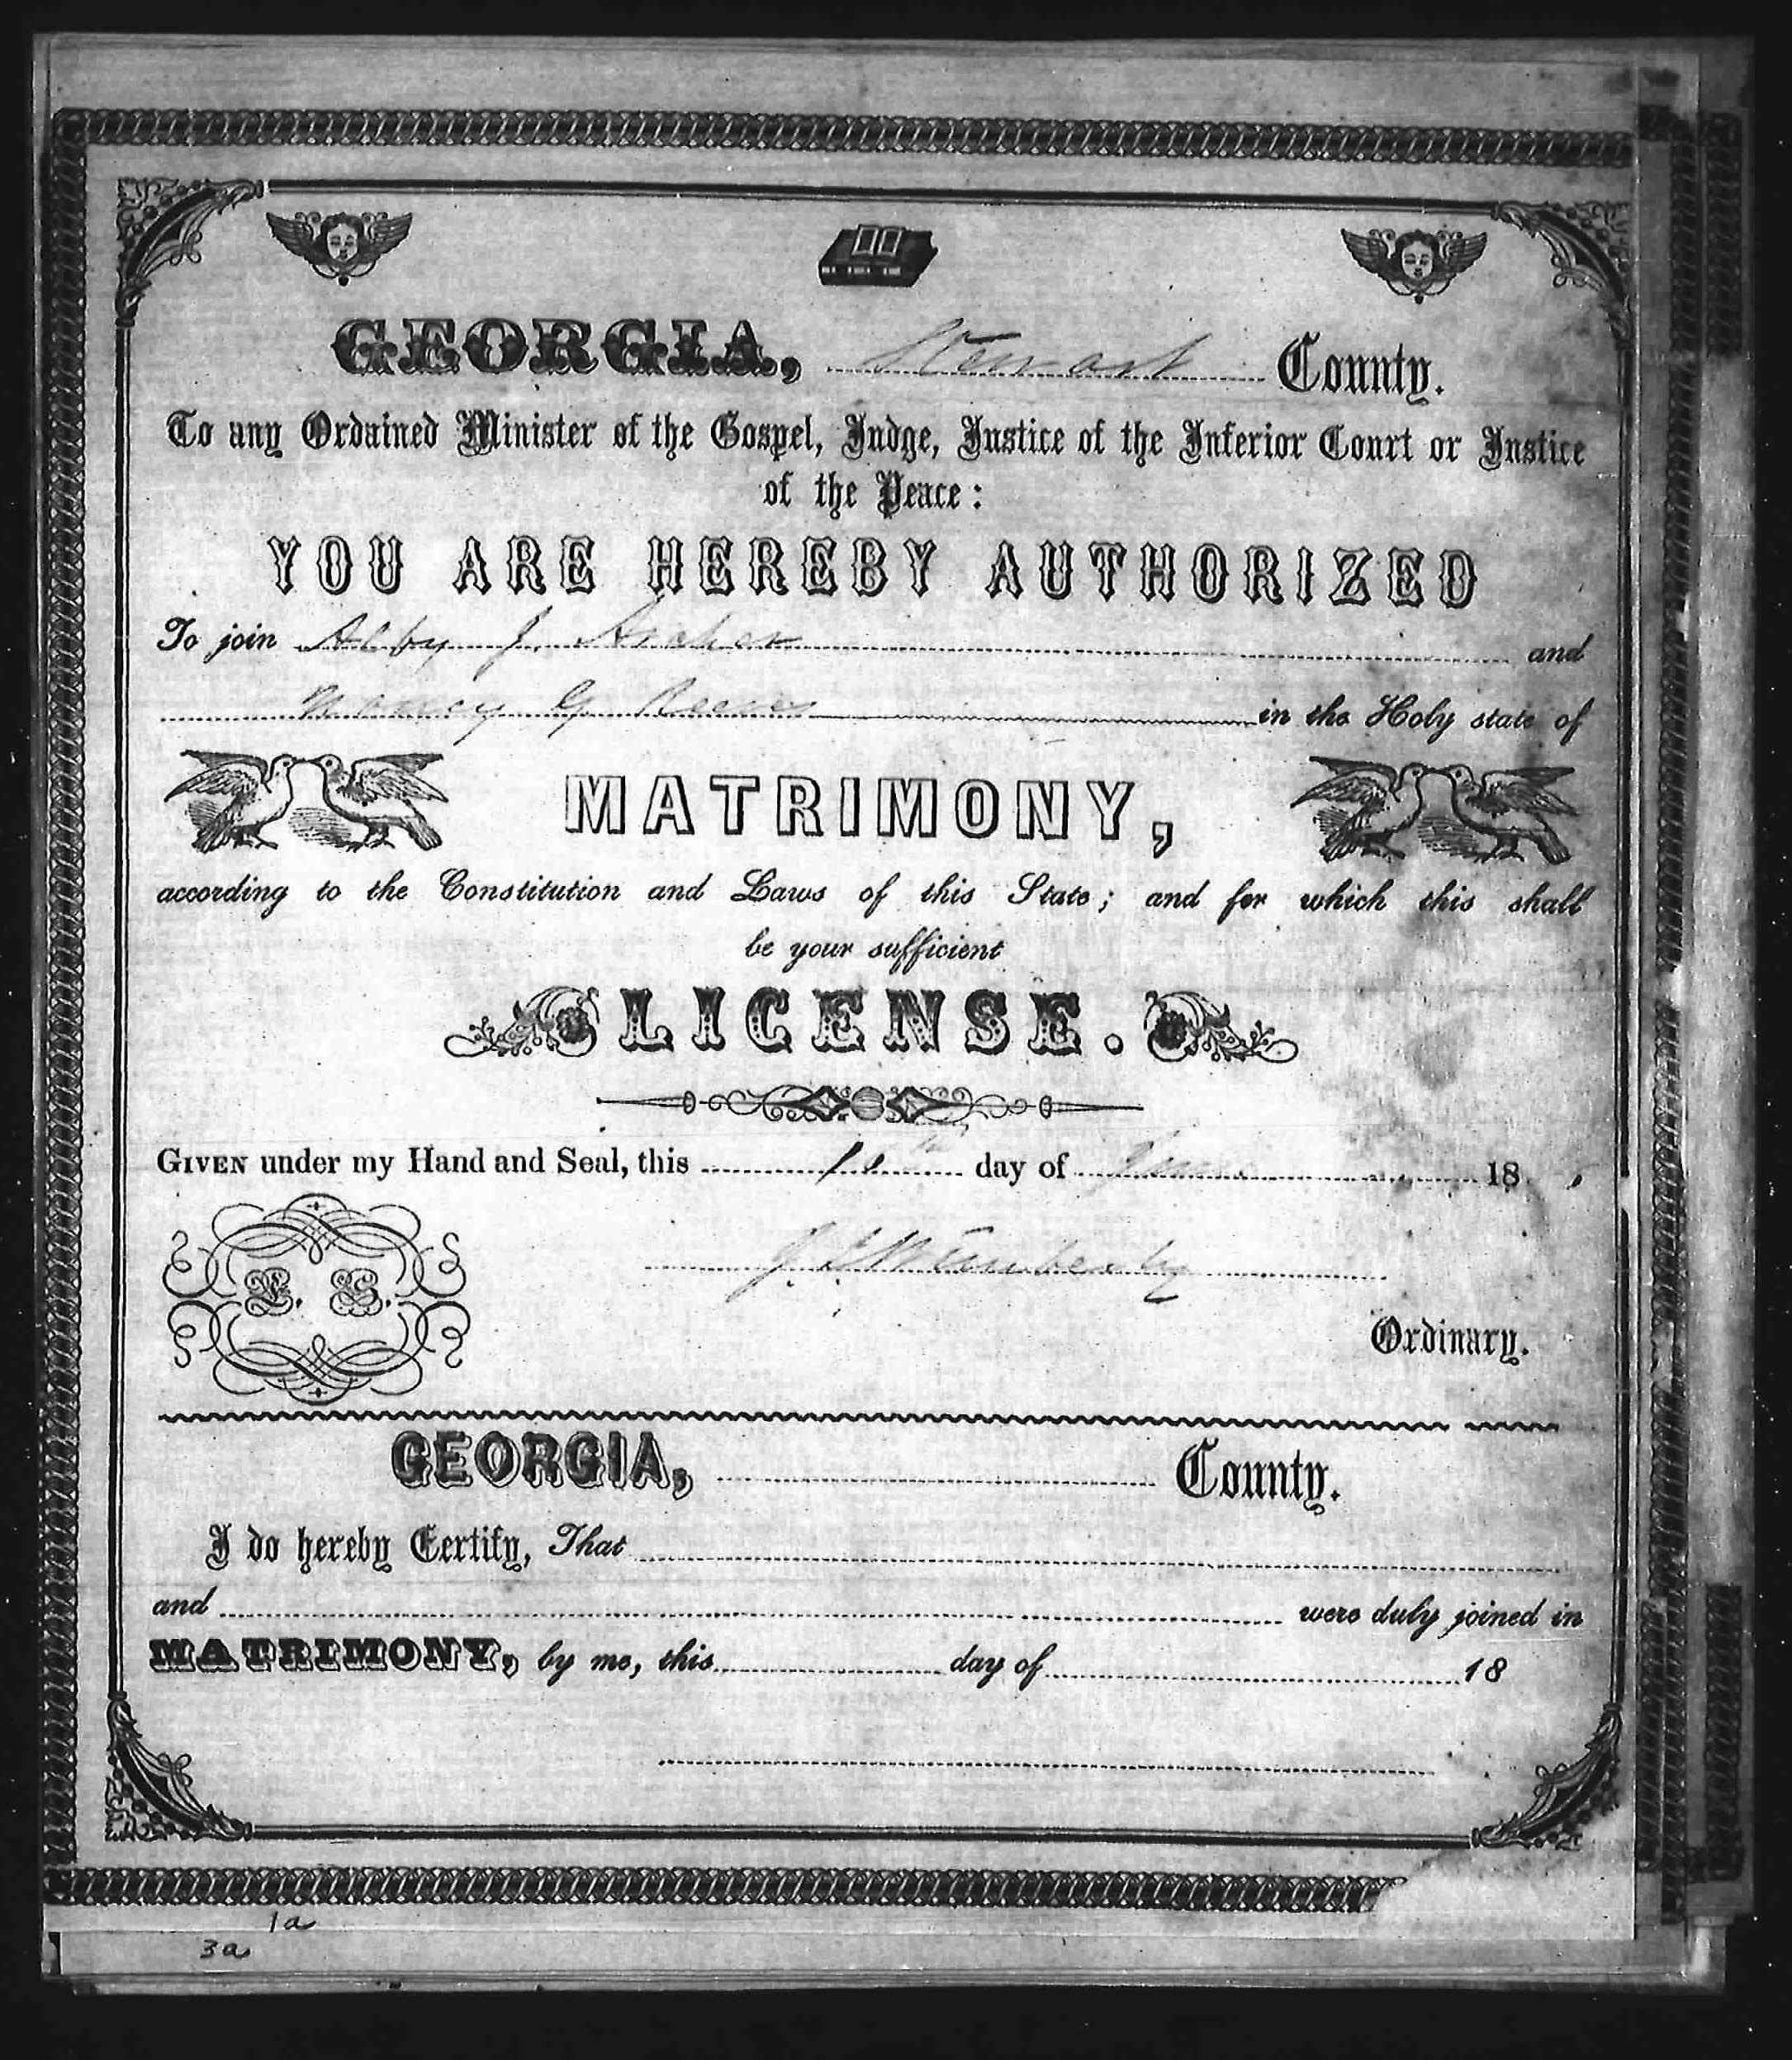 GEORGIA, Stewart County.
To any Ordained Minister of the Gospel, Judge, Justice of the Inferior Court or Justice
of the Peace:
YOU ARE HEREBY AUTHORIZED
To join J. Archer and
Nancy G. in the Holy state of
MATRIMONY,
according to the Constitution and Laws of this State; and for which this shall
be your sufficient
LICENSE.
GIVEN under my Hand and Seal, this day of 18
L. S.
J. L. Wimberly
Ordinary.
GEORGIA, County.
I do hereby Certify, That
and were duly joined in
MATRIMONY, by me, this day of 18
1a
3a